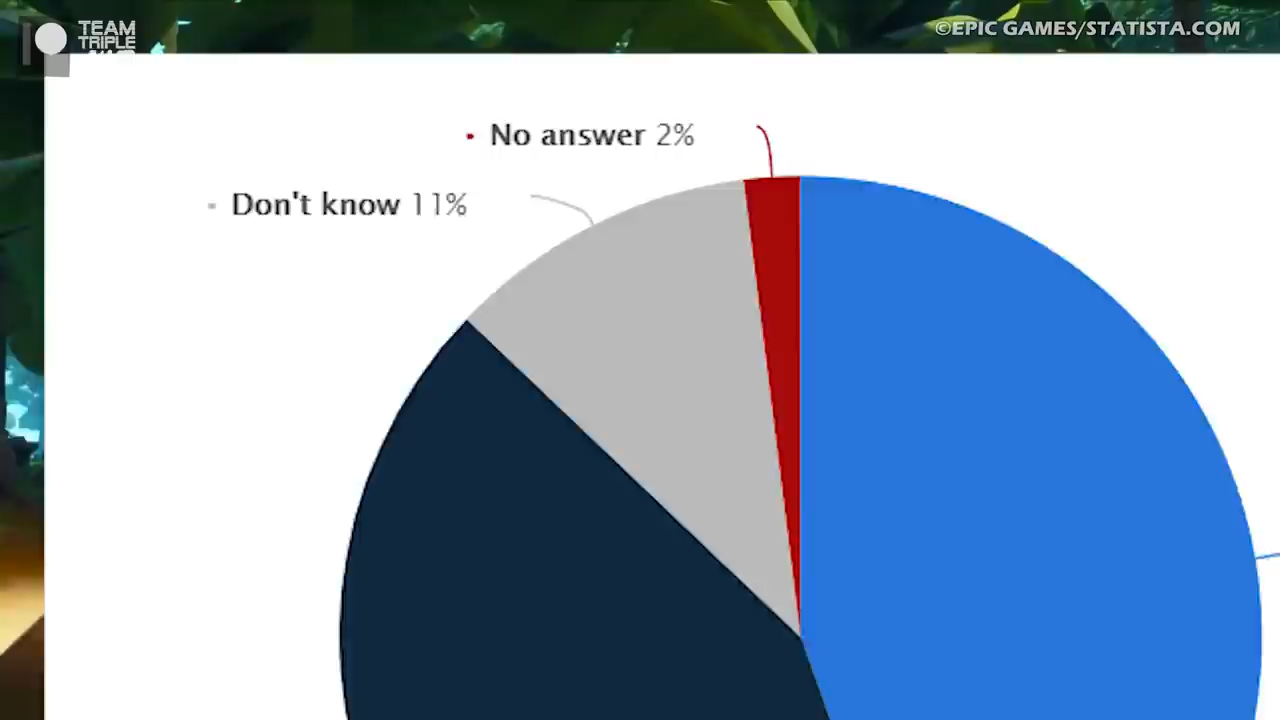 TEAM
TRIPLE
©EPIC GAMES/STATISTA.COM
No answer 2%
Don't know 11%